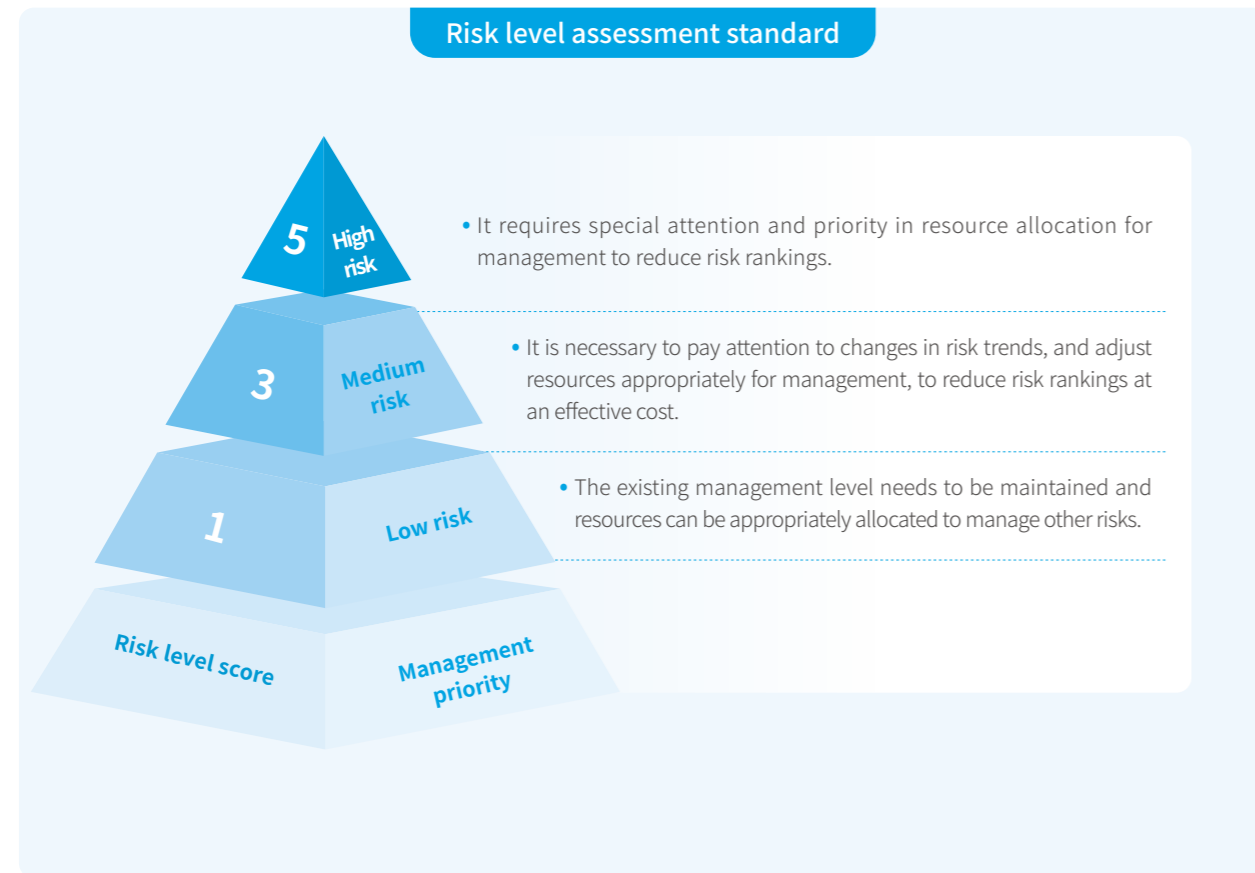 Risk level assessment standard
5
High
risk
• It requires special attention and priority in resource allocation for
management to reduce risk rankings.
3
Medium
risk
• It is necessary to pay attention to changes in risk trends, and adjust
resources appropriately for management, to reduce risk rankings at
an effective cost.
1
Low risk
• The existing management level needs to be maintained and
resources can be appropriately allocated to manage other risks.
Risk level score
Management
priority